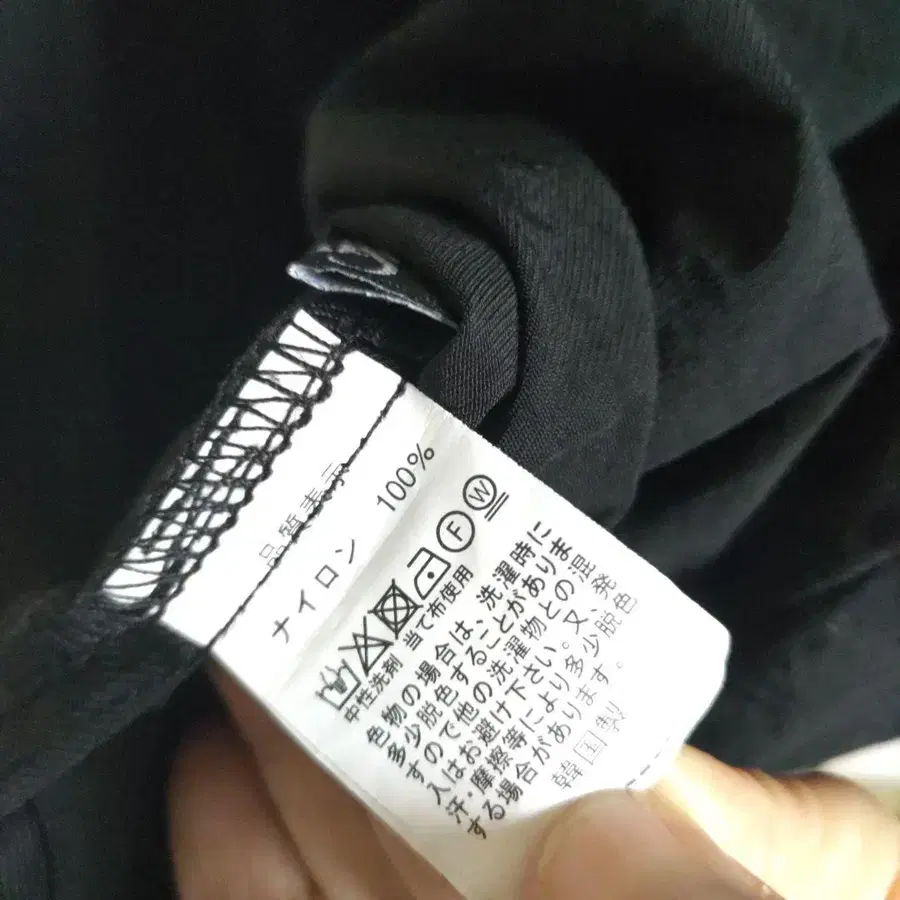 品質表示
ナイロン 100%
F W
中性洗剤 当て布使用
色物の場合は、洗濯時に
多少脱色することがありま
すので他の洗濯物との混
入はお避け下さい。又、発
汗・摩擦等により多少脱色
する場合があります。
韓国製